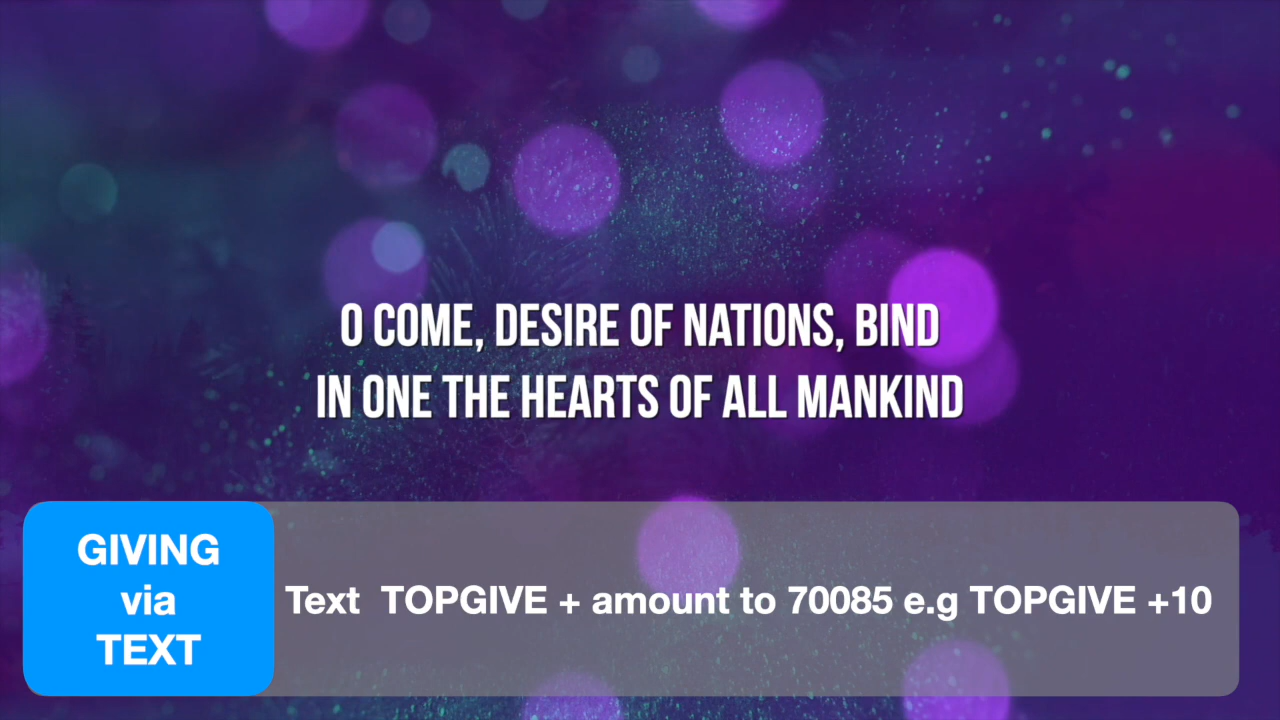 O COME, DESIRE OF NATIONS, BIND
IN ONE THE HEARTS OF ALL MANKIND
GIVING
via
TEXT
Text TOPGIVE + amount to 70085 e.g TOPGIVE +10